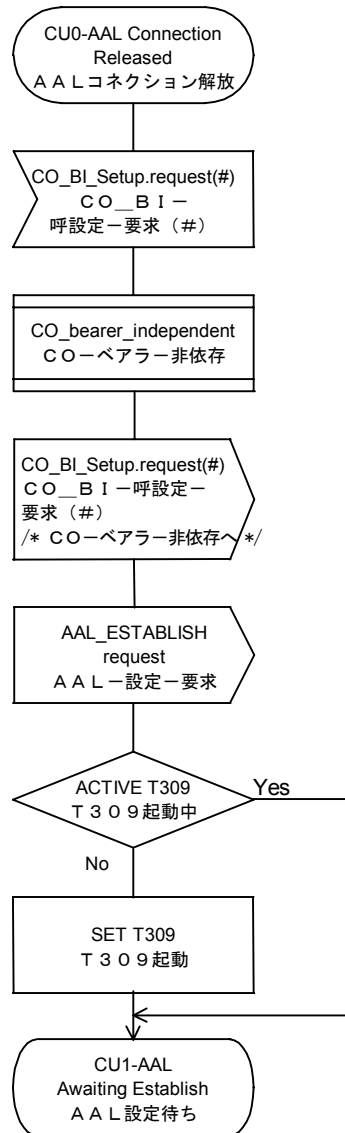 CU0-AAL Connection
Released
ＡＡＬコネクション解放
CO_BI_Setup.request(#)
ＣＯ＿ＢＩ－
呼設定－要求（＃）
CO_bearer_independent
ＣＯ－ベアラ－非依存
CO_BI_Setup.request(#)
ＣＯ＿ＢＩ－呼設定－
要求（＃）
/* ＣＯ－ベアラ－非依存へ */
AAL_ESTABLISH
request
ＡＡＬ－設定－要求
ACTIVE T309
Ｔ３０９起動中
Yes
No
SET T309
Ｔ３０９起動
CU1-AAL
Awaiting Establish
ＡＡＬ設定待ち